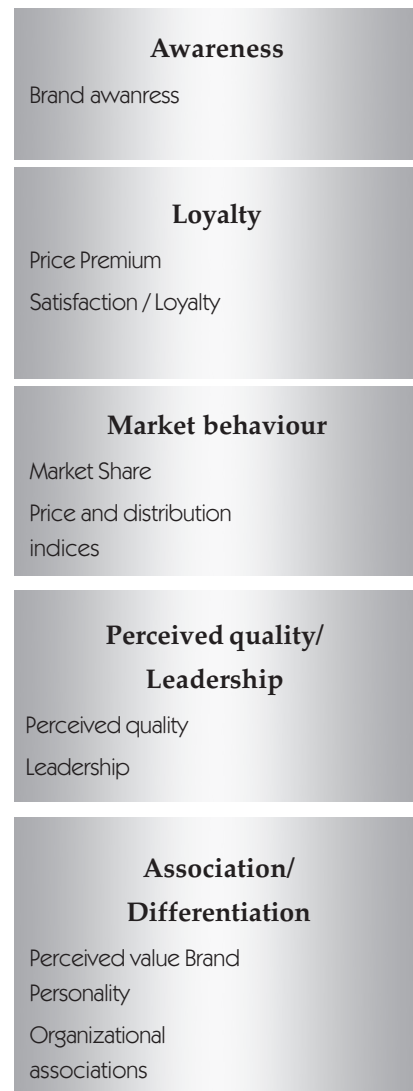 Awareness
Brand awanress
Loyalty
Price Premium
Satisfaction / Loyalty
Market behaviour
Market Share
Price and distribution
indices
Perceived quality/
Leadership
Perceived quality
Leadership
Association/
Differentiation
Perceived value Brand
Personality
Organizational
associations